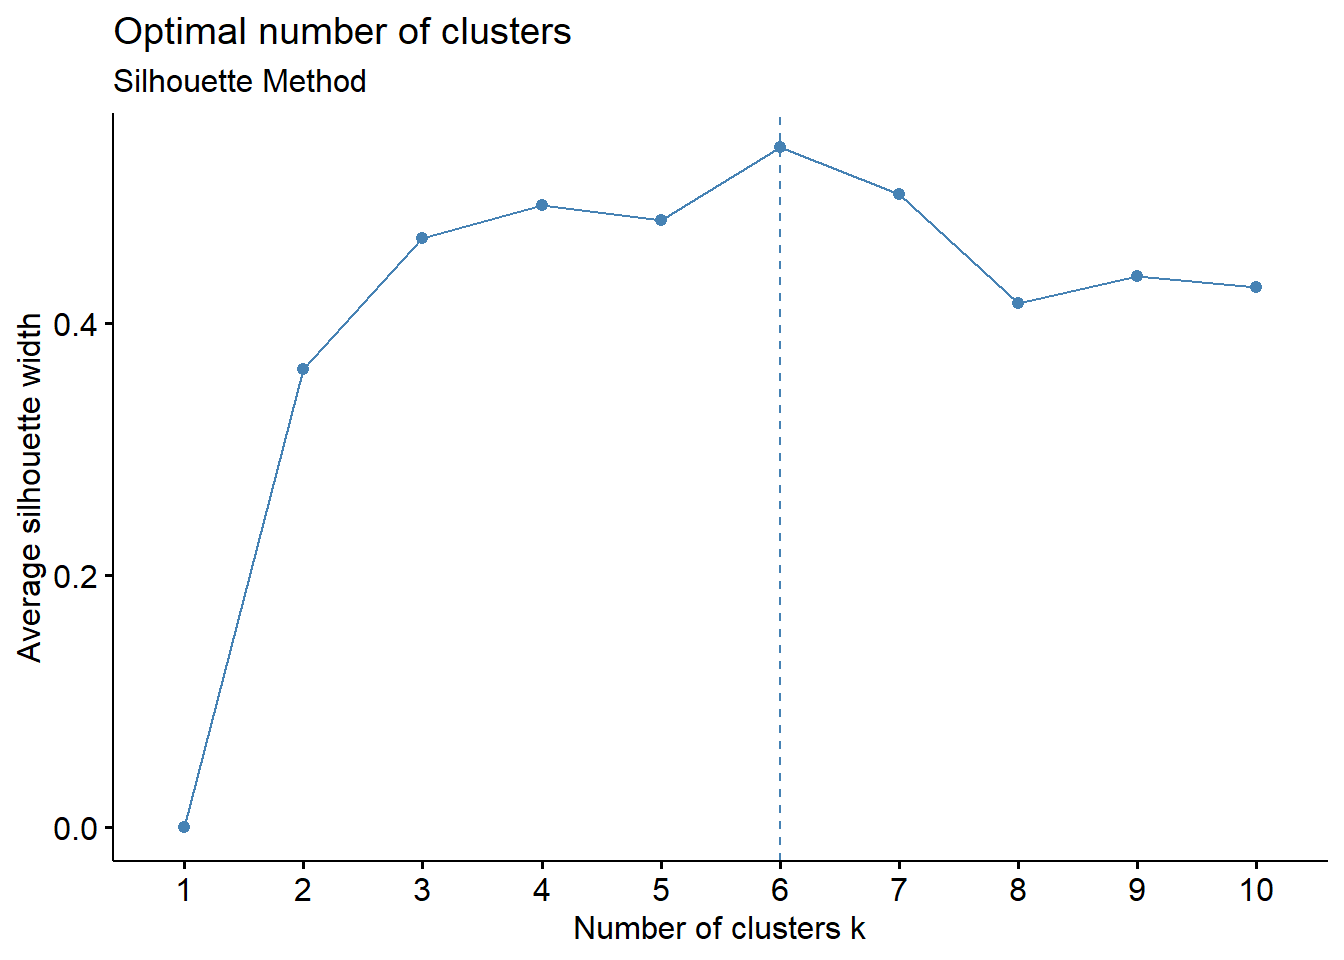 Optimal number of clusters
Silhouette Method
Average silhouette width
0.4
0.2
0.0
1 2 3 4 5 6 7 8 9 10
Number of clusters k